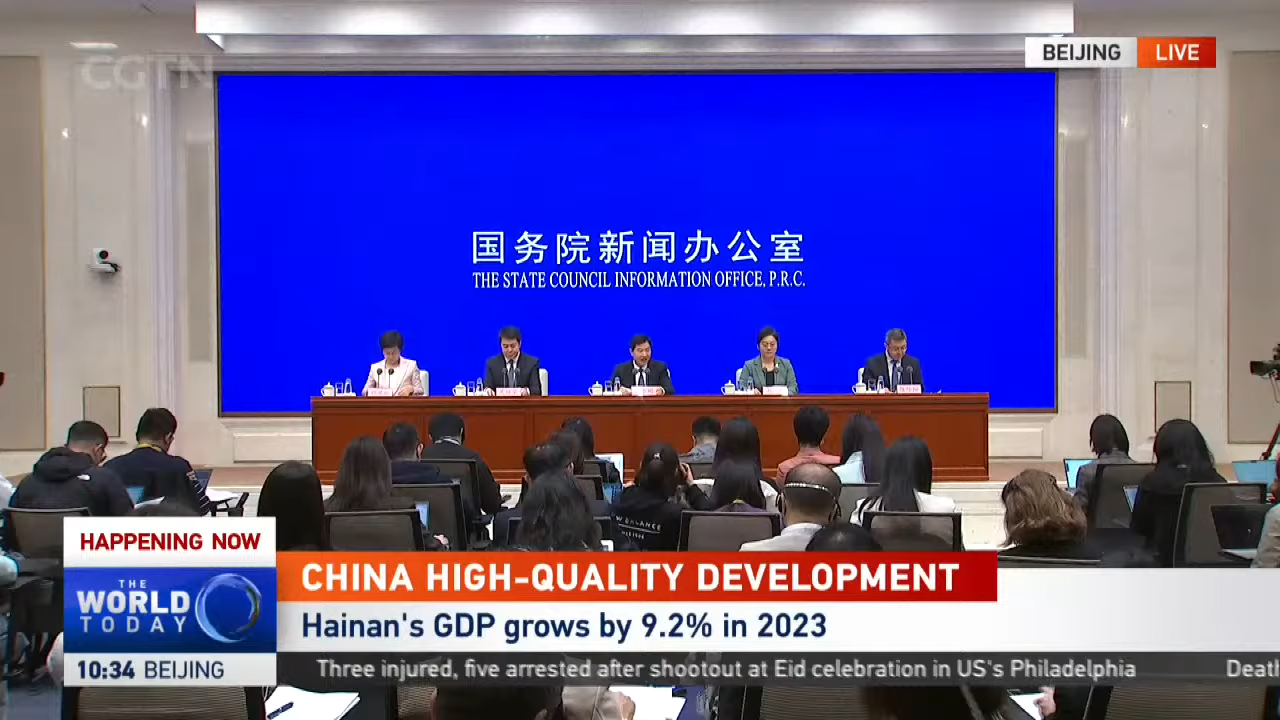 CGTN
BEIJING LIVE
国务院新闻办公室
THE STATE COUNCIL INFORMATION OFFICE, P.R.C.
HAPPENING NOW
CHINA HIGH-QUALITY DEVELOPMENT
THE
WORLD
TODAY
Hainan's GDP grows by 9.2% in 2023
10:34 BEIJING
Three injured, five arrested after shootout at Eid celebration in US's Philadelphia Death